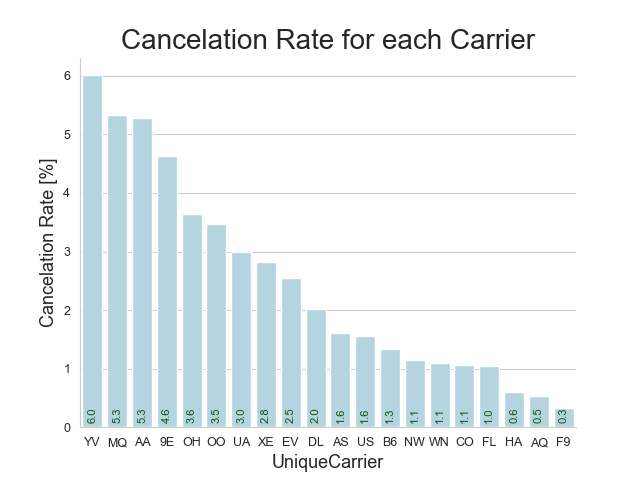 Cancelation Rate for each Carrier
Cancelation Rate [%]
6
5
4
3
2
1
0
6.0 5.3 5.3 4.6 3.6 3.5 3.0 2.8 2.5 2.0 1.6 1.6 1.3 1.1 1.1 1.1 1.0 0.6 0.5 0.3
YV MQ AA 9E OH OO UA XE EV DL AS US B6 NW WN CO FL HA AQ F9
UniqueCarrier